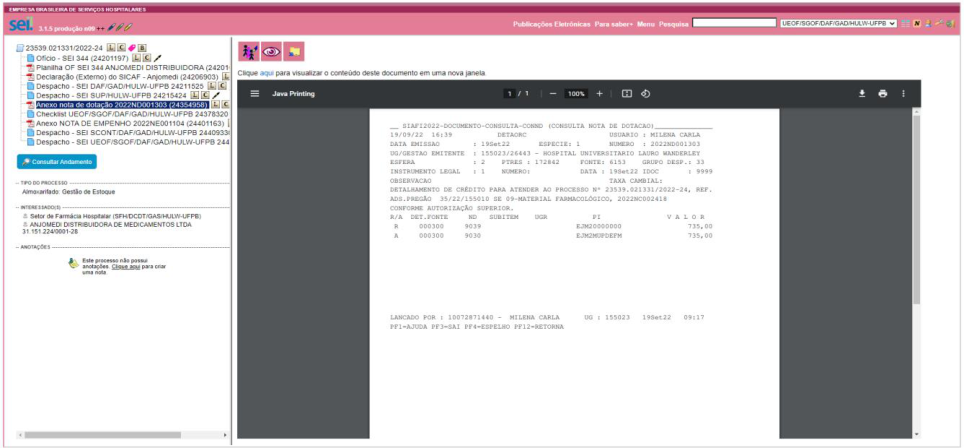 EMPRESA BRASILEIRA DE SERVIÇOS HOSPITALARES
sei. 3.1.5 produção n09 ++
Publicações Eletrônicas Para saber+ Menu Pesquisa UEOF/SGOF/DAF/GAD/HULW-UFPB
23539.021331/2022-24
Ofício - SEI 344 (24201197)
Planilha OF SEI 344 ANJOMEDI DISTRIBUIDORA (24201
Declaração (Externo) do SICAF - Anjomedi (24206903)
Despacho - SEI DAF/GAD/HULW-UFPB 24211525
Despacho - SEI SUP/HULW-UFPB 24215424
Anexo nota de dotação 2022ND001303 (24354958)
Checklist UEOF/SGOF/DAF/GAD/HULW-UFPB 24378320
Anexo NOTA DE EMPENHO 2022NE001104 (24401163)
Despacho - SEI SCONT/DAF/GAD/HULW-UFPB 2440933
Despacho - SEI UEOF/SGOF/DAF/GAD/HULW-UFPB 244
Consultar Andamento
TIPO DO PROCESSO
Almoxarifado: Gestão de Estoque
INTERESSADO(S)
Setor de Farmácia Hospitalar (SFH/DCDT/GAS/HULW-UFPB)
ANJOMEDI DISTRIBUIDORA DE MEDICAMENTOS LTDA
31.151.224/0001-28
ANOTAÇÕES
Este processo não possui
anotações. Clique aqui para criar
uma nota.
Clique aqui para visualizar o conteúdo deste documento em uma nova janela.
Java Printing 1 / 1 − 100% +
__ SIAFI2022-DOCUMENTO-CONSULTA-CONND (CONSULTA NOTA DE DOTACAO)__________
19/09/22 16:39 DETAORC USUARIO : MILENA CARLA
DATA EMISSAO : 19Set22 ESPECIE: 1 NUMERO : 2022ND001303
UG/GESTAO EMITENTE : 155023/26443 - HOSPITAL UNIVERSITARIO LAURO WANDERLEY
ESFERA : 2 PTRES : 172842 FONTE: 6153 GRUPO DESP.: 33
INSTRUMENTO LEGAL : 1 NUMERO: DATA : 19Set22 IDOC : 9999
OBSERVACAO TAXA CAMBIAL:
DETALHAMENTO DE CRÉDITO PARA ATENDER AO PROCESSO Nº 23539.021331/2022-24, REF.
ADS.PREGÃO 35/22/155010 SE 09-MATERIAL FARMACOLÓGICO, 2022NC002418
CONFORME AUTORIZAÇÃO SUPERIOR.
R/A DET.FONTE ND SUBITEM UGR PI V A L O R
R 000300 9039 EJM20000000 735,00
A 000300 9030 EJM2MOPDEFM 735,00
LANCADO POR : 10072871440 - MILENA CARLA UG : 155023 19Set22 09:17
PF1=AJUDA PF3=SAI PF4=ESPELHO PF12=RETORNA